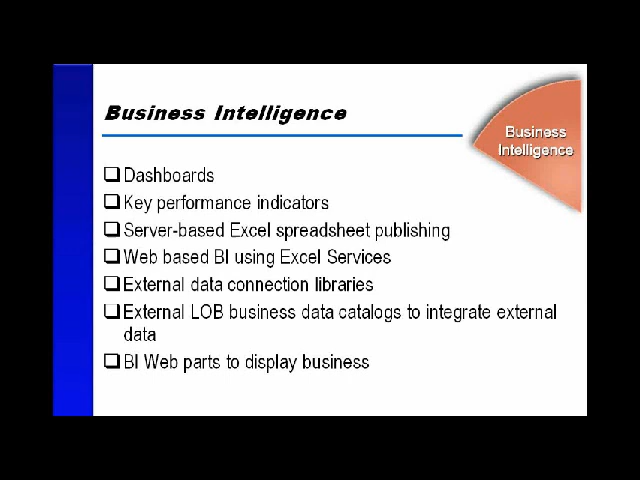 Business Intelligence
Business
Intelligence
Dashboards
Key performance indicators
Server-based Excel spreadsheet publishing
Web based BI using Excel Services
External data connection libraries
External LOB business data catalogs to integrate external
data
BI Web parts to display business